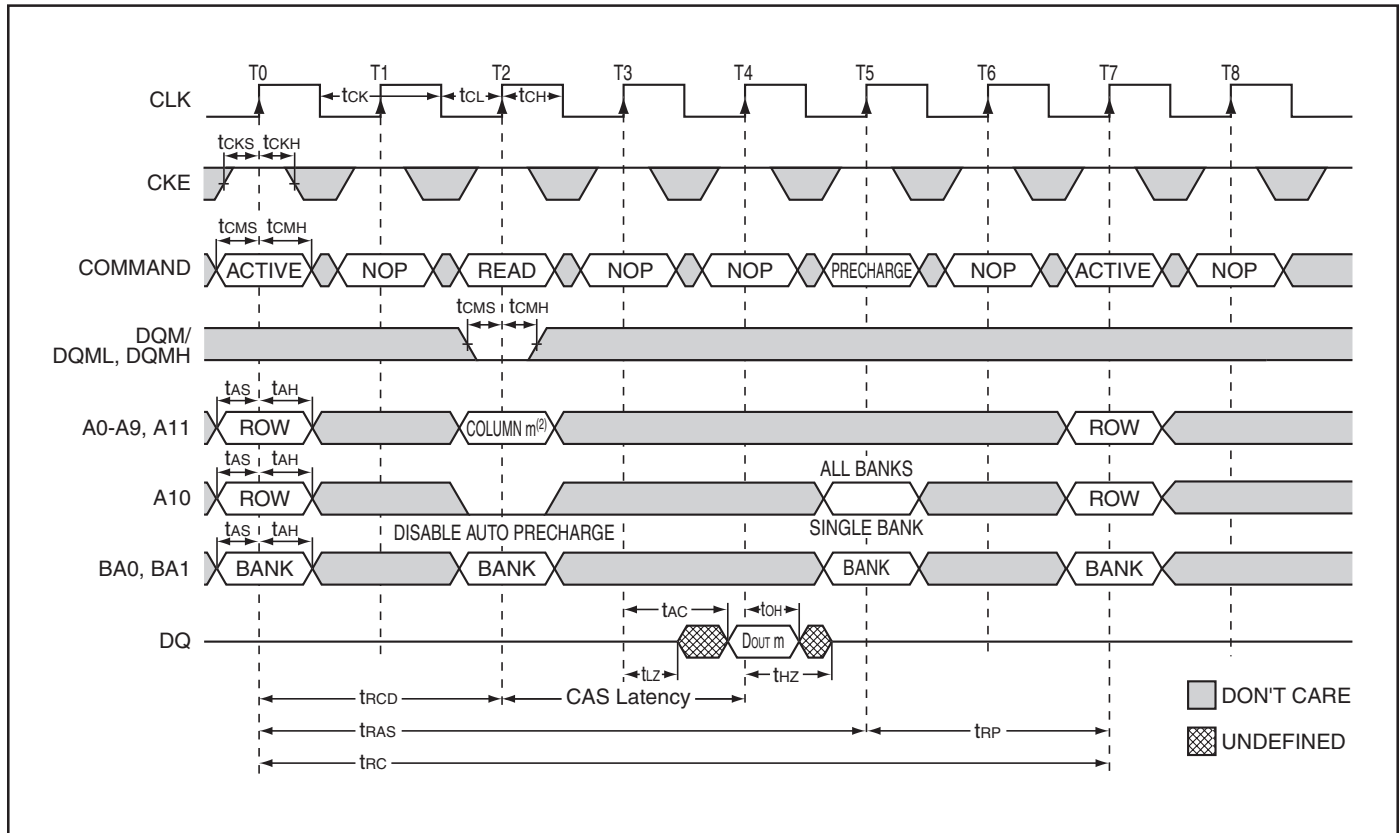 T0 T1 T2 T3 T4 T5 T6 T7 T8
CLK tCK tCL tCH
tCKS tCKH
CKE
tCMS tCMH
COMMAND ACTIVE NOP READ NOP NOP PRECHARGE NOP ACTIVE NOP
tCMS tCMH
DQM/
DQML, DQMH
tAS tAH
A0-A9, A11 ROW COLUMN m(2) ROW
tAS tAH ALL BANKS
A10 ROW ROW
DISABLE AUTO PRECHARGE SINGLE BANK
tAS tAH
BA0, BA1 BANK BANK BANK BANK
tAC tOH
DQ DOUT m
tLZ tHZ
tRCD CAS Latency
DON'T CARE
tRAS tRP
UNDEFINED
tRC